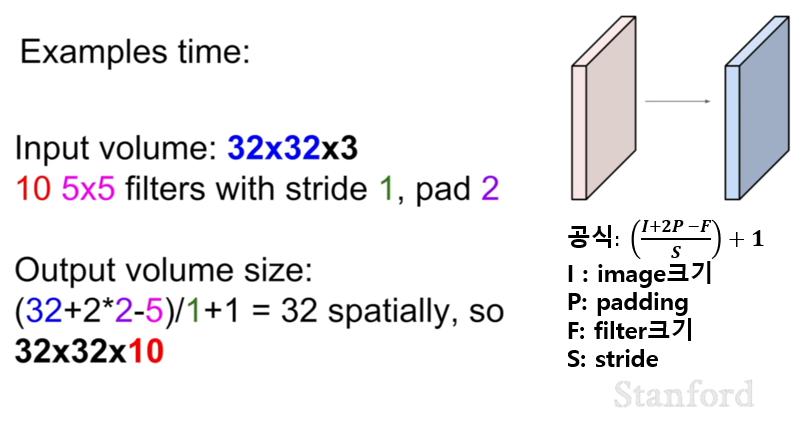 Examples time:
Input volume: 32x32x3
10 5x5 filters with stride 1, pad 2
Output volume size:
(32+2*2-5)/1+1 = 32 spatially, so
32x32x10
공식: (\frac{I+2P-F}{S}) + 1
I : image크기
P: padding
F: filter크기
S: stride
Stanford